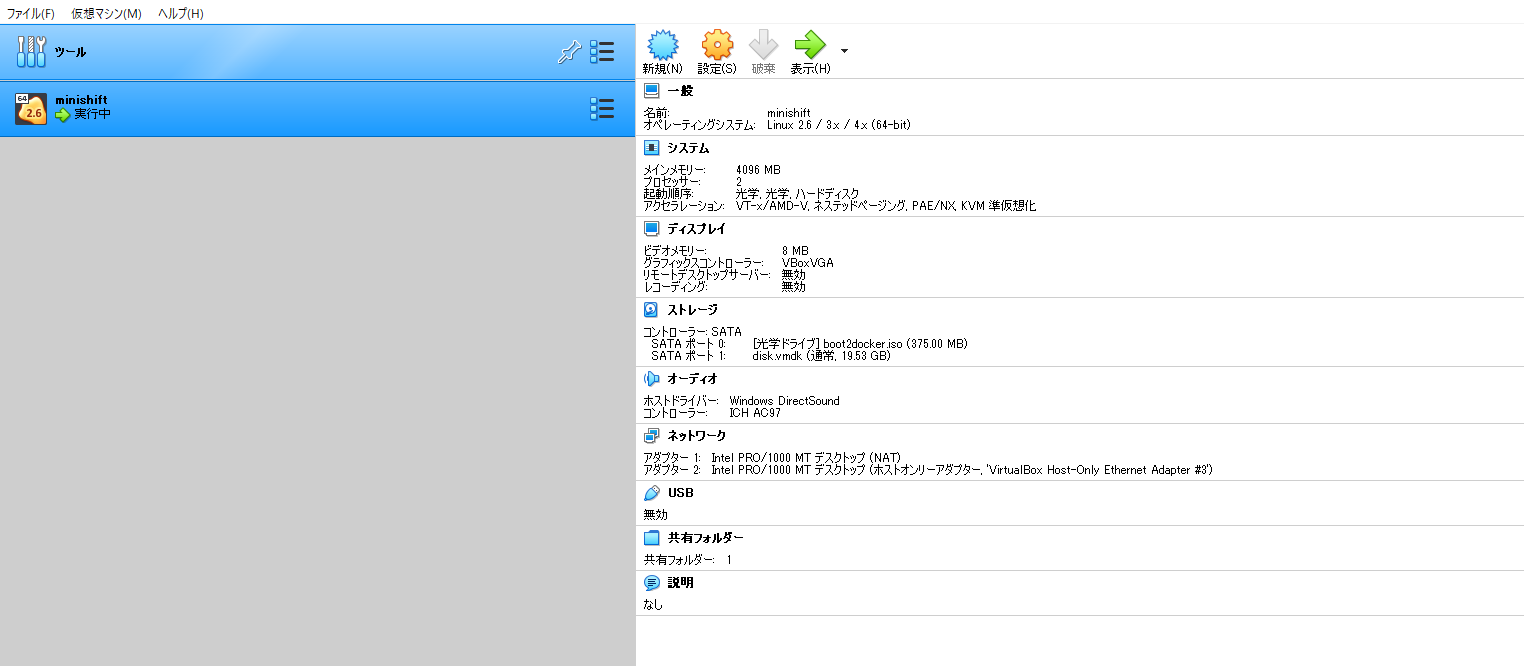 ファイル(F) 仮想マシン(M) ヘルプ(H)
ツール
64
2.6
minishift
実行中
新規(N) 設定(S) 破棄 表示(H)
一般
名前: minishift
オペレーティングシステム: Linux 2.6 / 3.x / 4.x (64-bit)
システム
メインメモリー: 4096 MB
プロセッサー: 2
起動順序: 光学, 光学, ハードディスク
アクセラレーション: VT-x/AMD-V, ネステッドページング, PAE/NX, KVM 準仮想化
ディスプレイ
ビデオメモリー: 8 MB
グラフィックスコントローラー: VBoxVGA
リモートデスクトップサーバー: 無効
レコーディング: 無効
ストレージ
コントローラー: SATA
SATA ポート 0: [光学ドライブ] boot2docker.iso (375.00 MB)
SATA ポート 1: disk.vmdk (通常, 19.53 GB)
オーディオ
ホストドライバー: Windows DirectSound
コントローラー: ICH AC97
ネットワーク
アダプター 1: Intel PRO/1000 MT デスクトップ (NAT)
アダプター 2: Intel PRO/1000 MT デスクトップ (ホストオンリーアダプター, 'VirtualBox Host-Only Ethernet Adapter #3')
USB
無効
共有フォルダー
共有フォルダー: 1
説明
なし